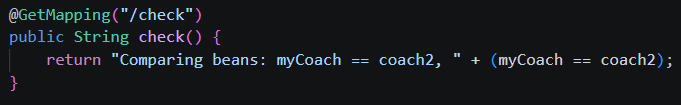 @GetMapping("/check")
public String check() {
    return "Comparing beans: myCoach == coach2, " + (myCoach == coach2);
}